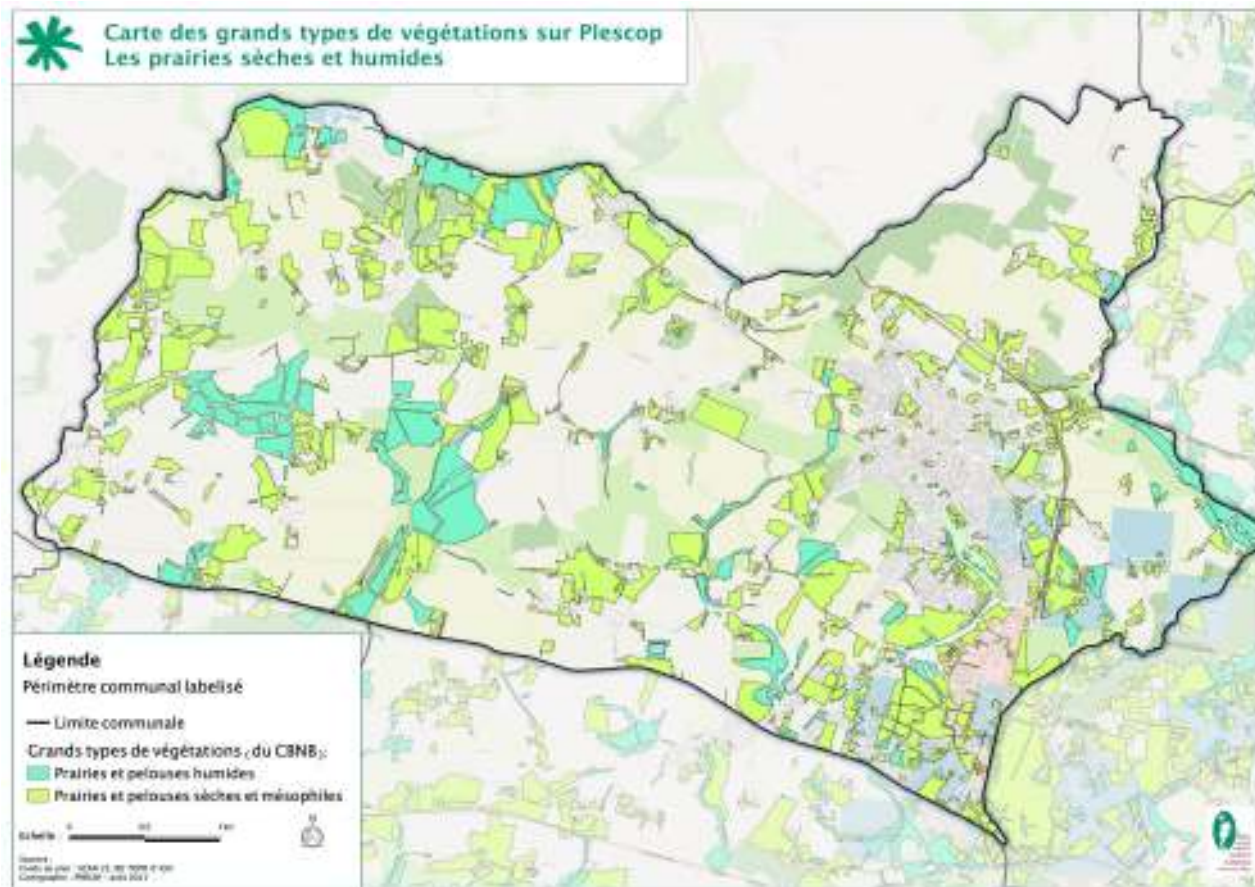 Carte des grands types de végétations sur Plescop
Les prairies sèches et humides
Légende
Périmètre communal labelisé
Limite communale
Grands types de végétations ( du CBNB ):
Prairies et pelouses humides
Prairies et pelouses sèches et mésophiles
Echelle
0
N